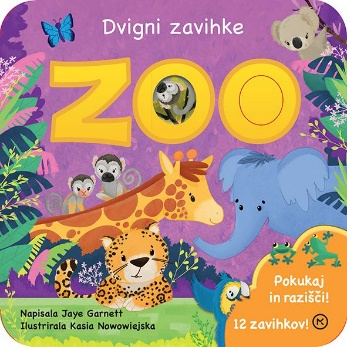 Dvigni zavihke
ZOO
Pokukaj
in razišči!
12 zavihkov!
Napisala Jaye Garnett
Ilustrirala Kasia Nowowiejska